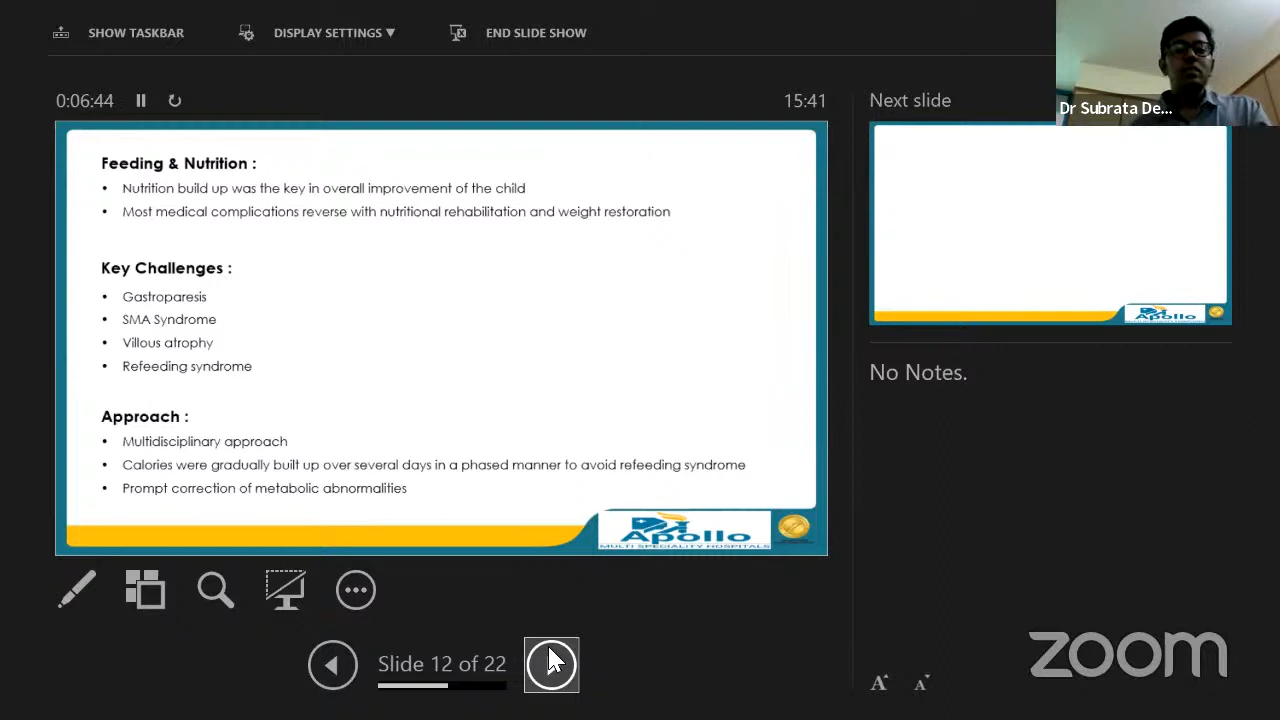 SHOW TASKBAR DISPLAY SETTINGS ▼ END SLIDE SHOW
0:06:44 15:41
Feeding & Nutrition :
• Nutrition build up was the key in overall improvement of the child
• Most medical complications reverse with nutritional rehabilitation and weight restoration
Key Challenges :
• Gastroparesis
• SMA Syndrome
• Villous atrophy
• Refeeding syndrome
Approach :
• Multidisciplinary approach
• Calories were gradually built up over several days in a phased manner to avoid refeeding syndrome
• Prompt correction of metabolic abnormalities
Apollo
MULTI SPECIALITY HOSPITALS
Slide 12 of 22
Next slide
Dr Subrata De...
Apollo
No Notes.
A A
zoom